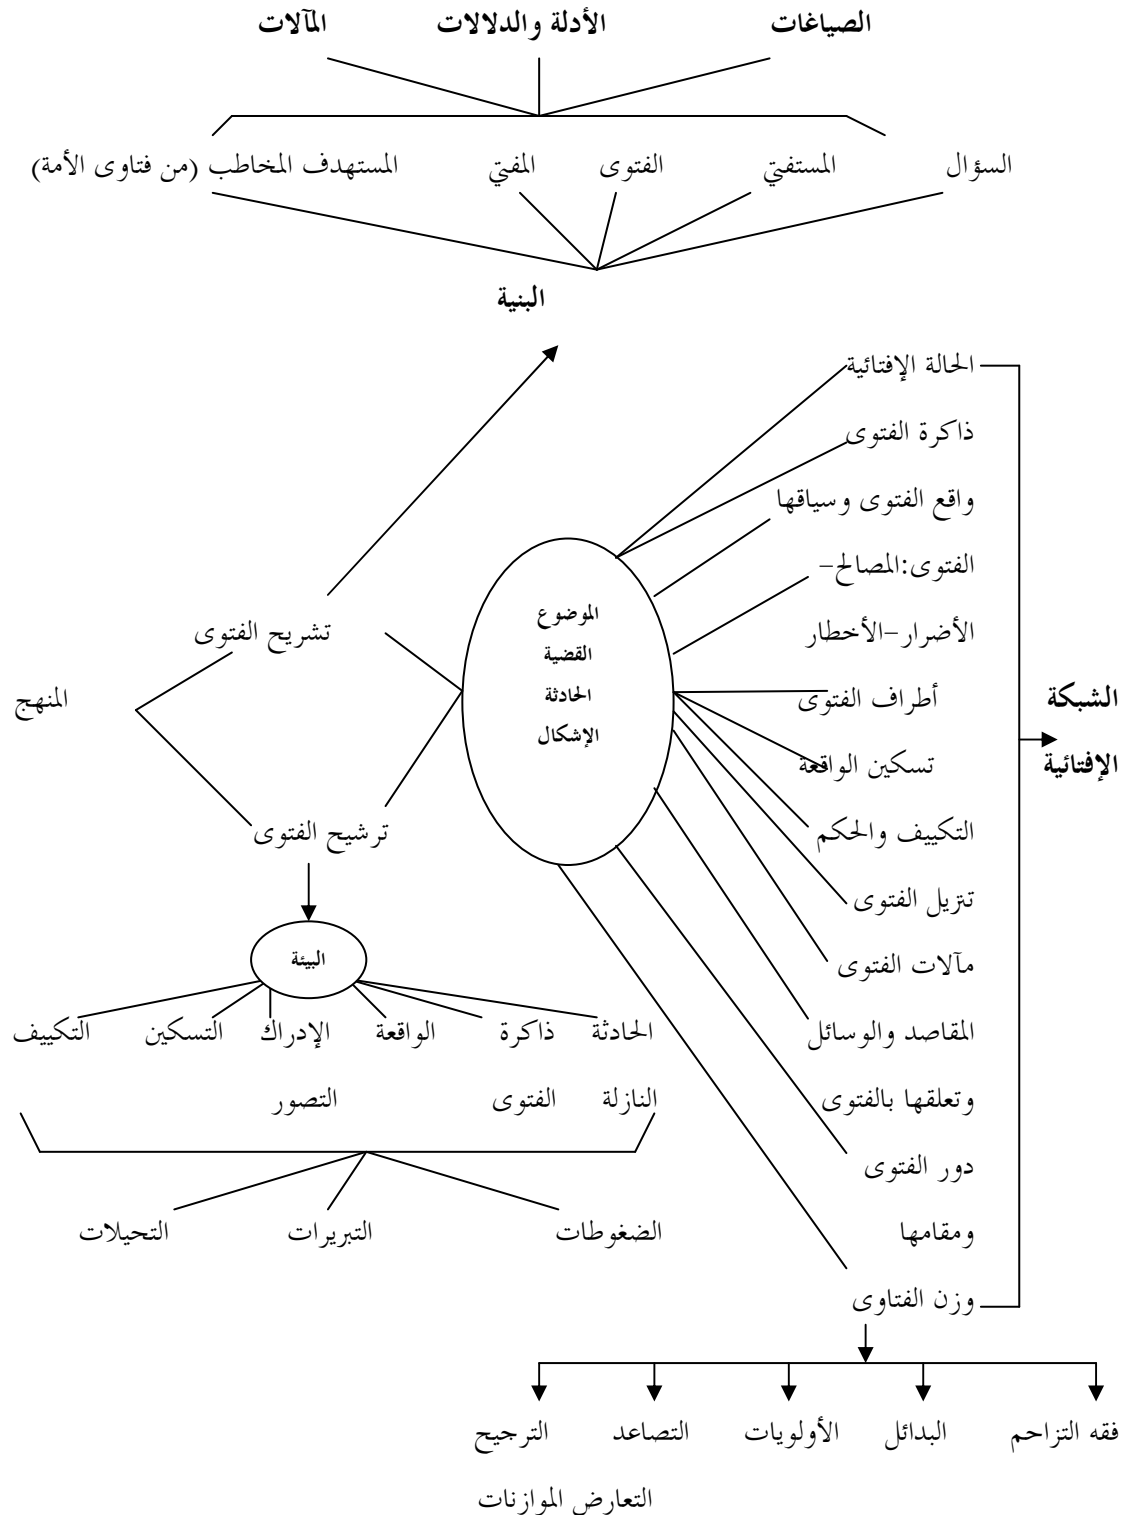 الصياغات الأدلة والدلالات المآلات
السؤال المستفتي الفتوى المفتي المستهدف المخاطب (من فتاوى الأمة)
البنية
الحالة الإفتائية
ذاكرة الفتوى
واقع الفتوى وسياقها
الفتوى:المصالح-
الأضرار-الأخطار
أطراف الفتوى
تسكين الواقعة
التكييف والحكم
تنزيل الفتوى
مآلات الفتوى
المقاصد والوسائل
وتعلقها بالفتوى
دور الفتوى
ومقامها
وزن الفتاوى
الشبكة
الإفتائية
الموضوع
القضية
الحادثة
الإشكال
تشريح الفتوى
المنهج
ترشيح الفتوى
البيئة
الحادثة ذاكرة الواقعة الإدراك التسكين التكييف
النازلة الفتوى التصور
الضغوطات التبريرات التحيلات
فقه التزاحم البدائل الأولويات التصاعد الترجيح
التعارض الموازنات